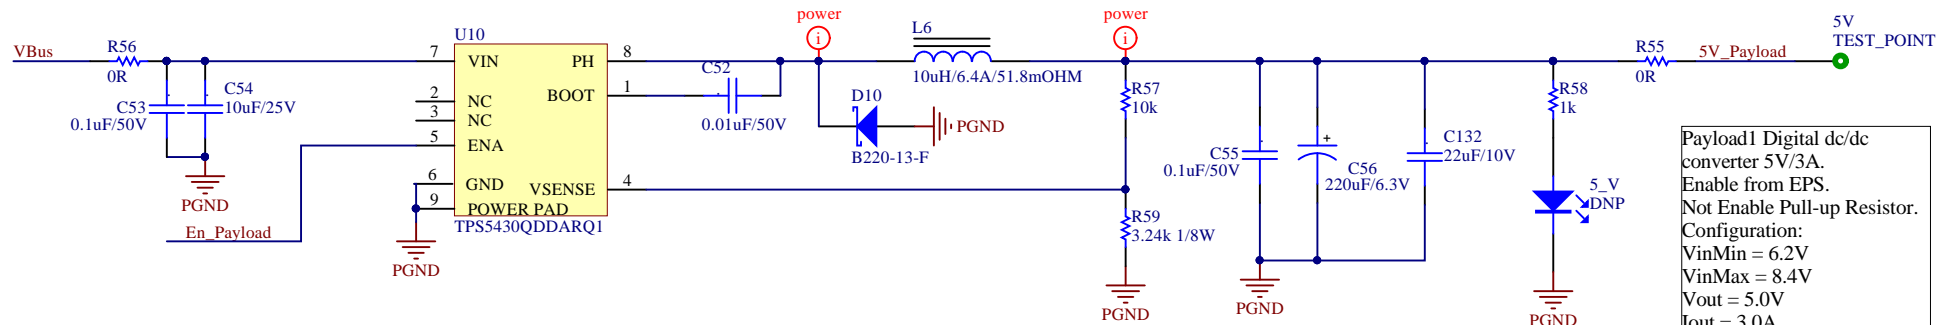 VBus
R56
0R
C53
0.1uF/50V
C54
10uF/25V
PGND
En_Payload
U10
7
VIN
2
NC
3
NC
5
ENA
6
GND
9
POWER PAD
PH
8
BOOT
1
VSENSE
4
TPS5430QDDARQ1
PGND
C52
0.01uF/50V
power
i
D10
B220-13-F
PGND
L6
10uH/6.4A/51.8mOHM
power
i
R57
10k
R59
3.24k 1/8W
PGND
C55
0.1uF/50V
+
C56
220uF/6.3V
C132
22uF/10V
PGND
R58
1k
5_V
DNP
PGND
R55
0R
5V_Payload
5V
TEST_POINT
Payload1 Digital dc/dc
converter 5V/3A.
Enable from EPS.
Not Enable Pull-up Resistor.
Configuration:
VinMin = 6.2V
VinMax = 8.4V
Vout = 5.0V
Iout = 3.0A